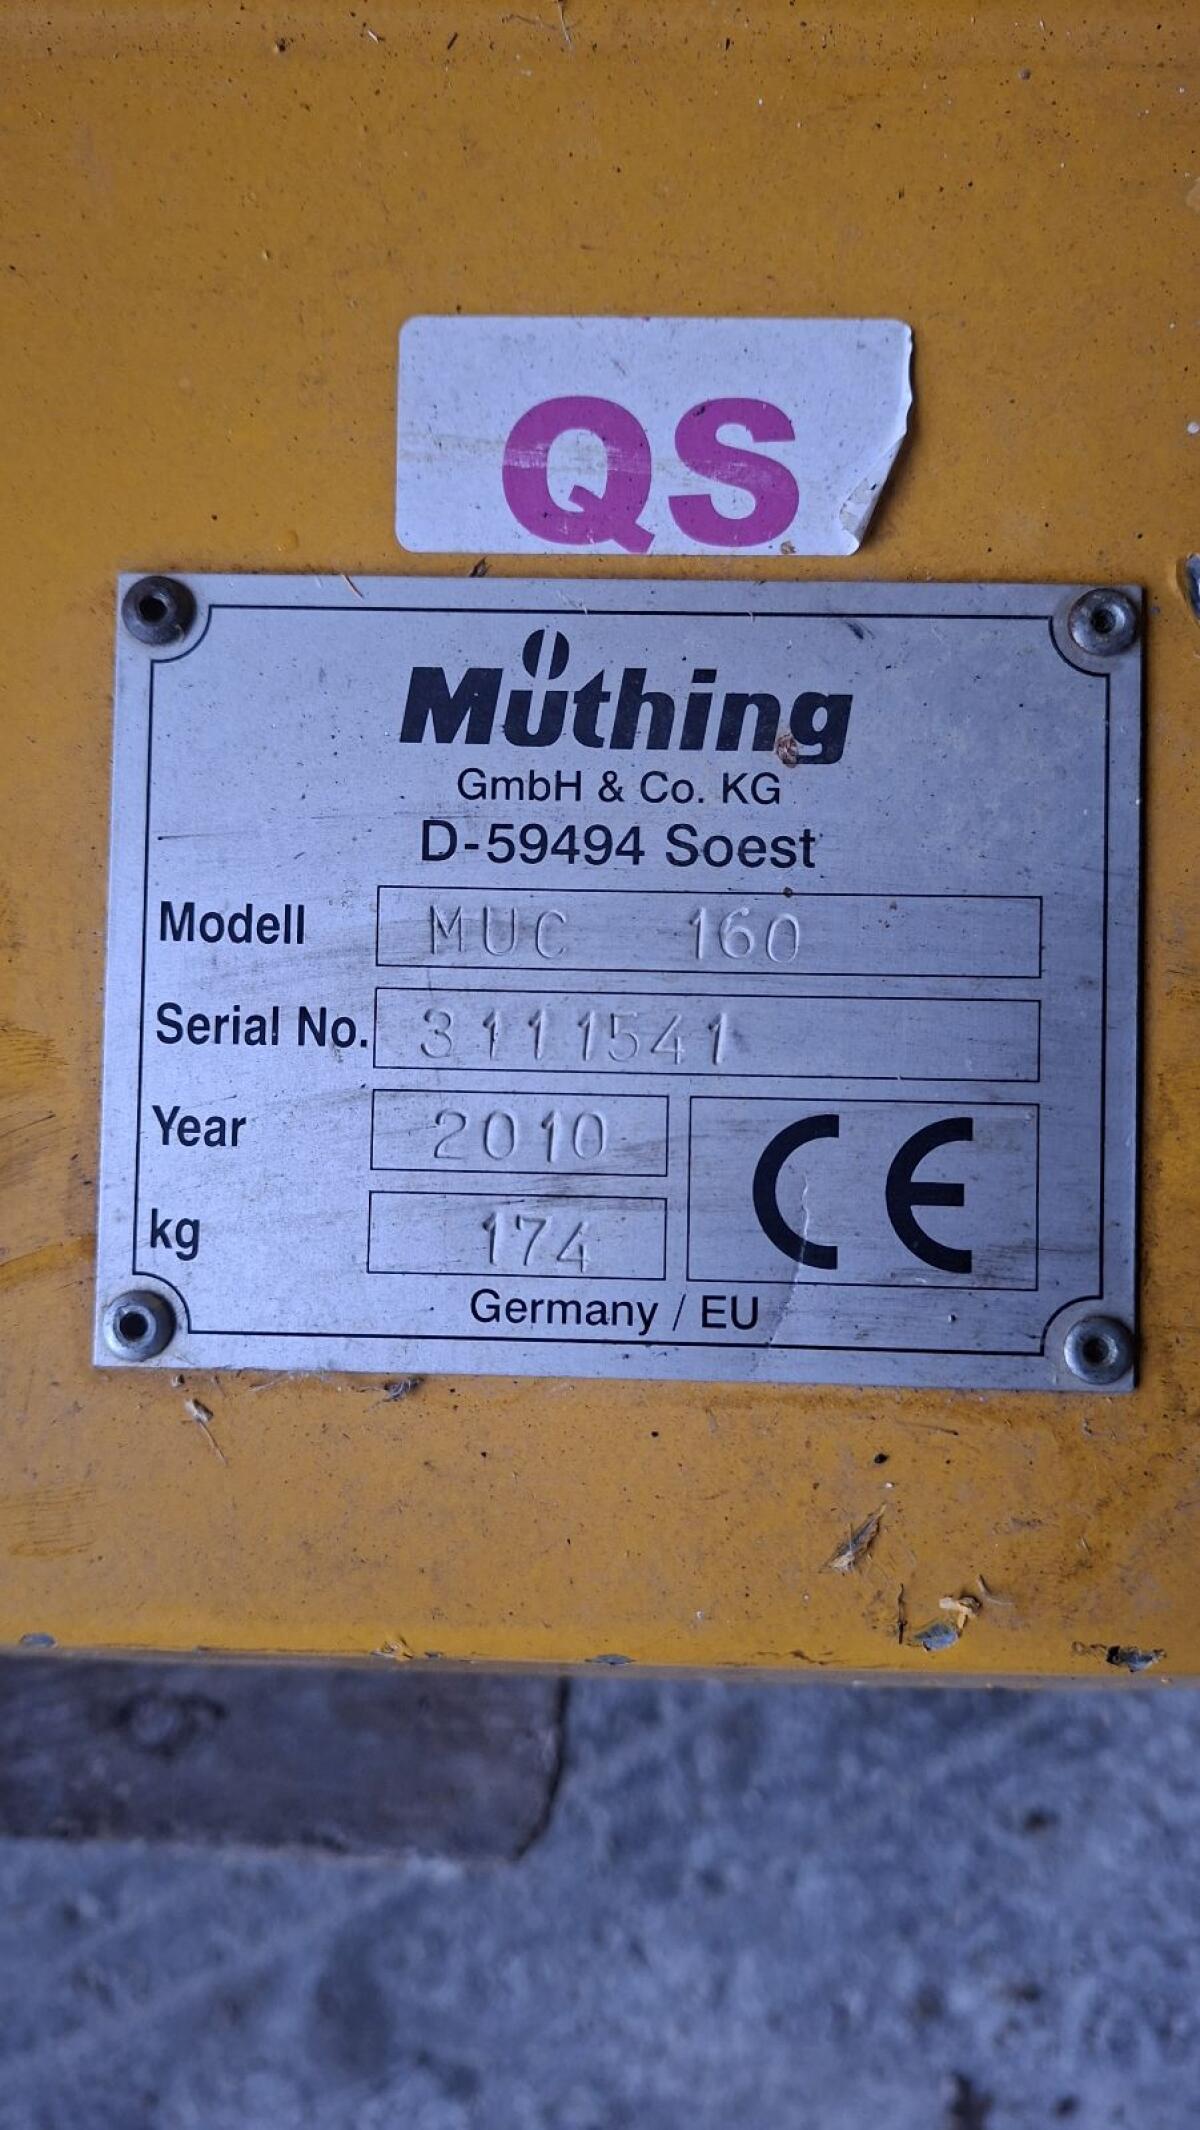 QS
Müthing
GmbH & Co. KG
D-59494 Soest
Modell MUC 160
Serial No. 3111541
Year 2010
kg 174
CE
Germany / EU